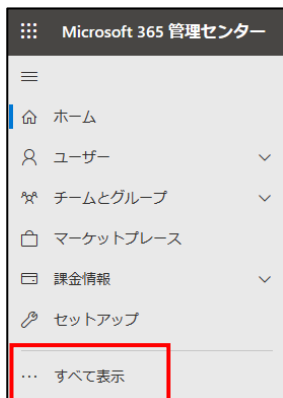 Microsoft 365 管理センター
ホーム
ユーザー
チームとグループ
マーケットプレース
課金情報
セットアップ
… すべて表示